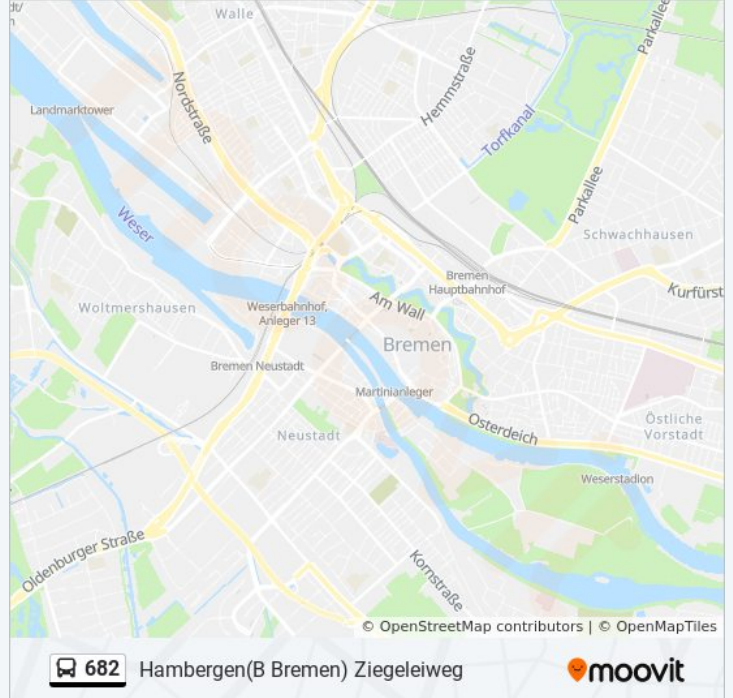 dt/
Walle
Parkallee
Nordstraße
Hemmstraße
Landmarktower
Torfkanal
Parkallee
Weser
Schwachhausen
Bremen
Hauptbahnhof
Kurfürst
Woltmershausen
Weserbahnhof,
Anleger 13
Am Wall
Bremen
Bremen Neustadt
Martinianleger
Neustadt
Osterdeich
Östliche
Vorstadt
Weserstadion
Oldenburger Straße
Kornstraße
© OpenStreetMap contributors | © OpenMapTiles
682 Hambergen(B Bremen) Ziegeleiweg moovit